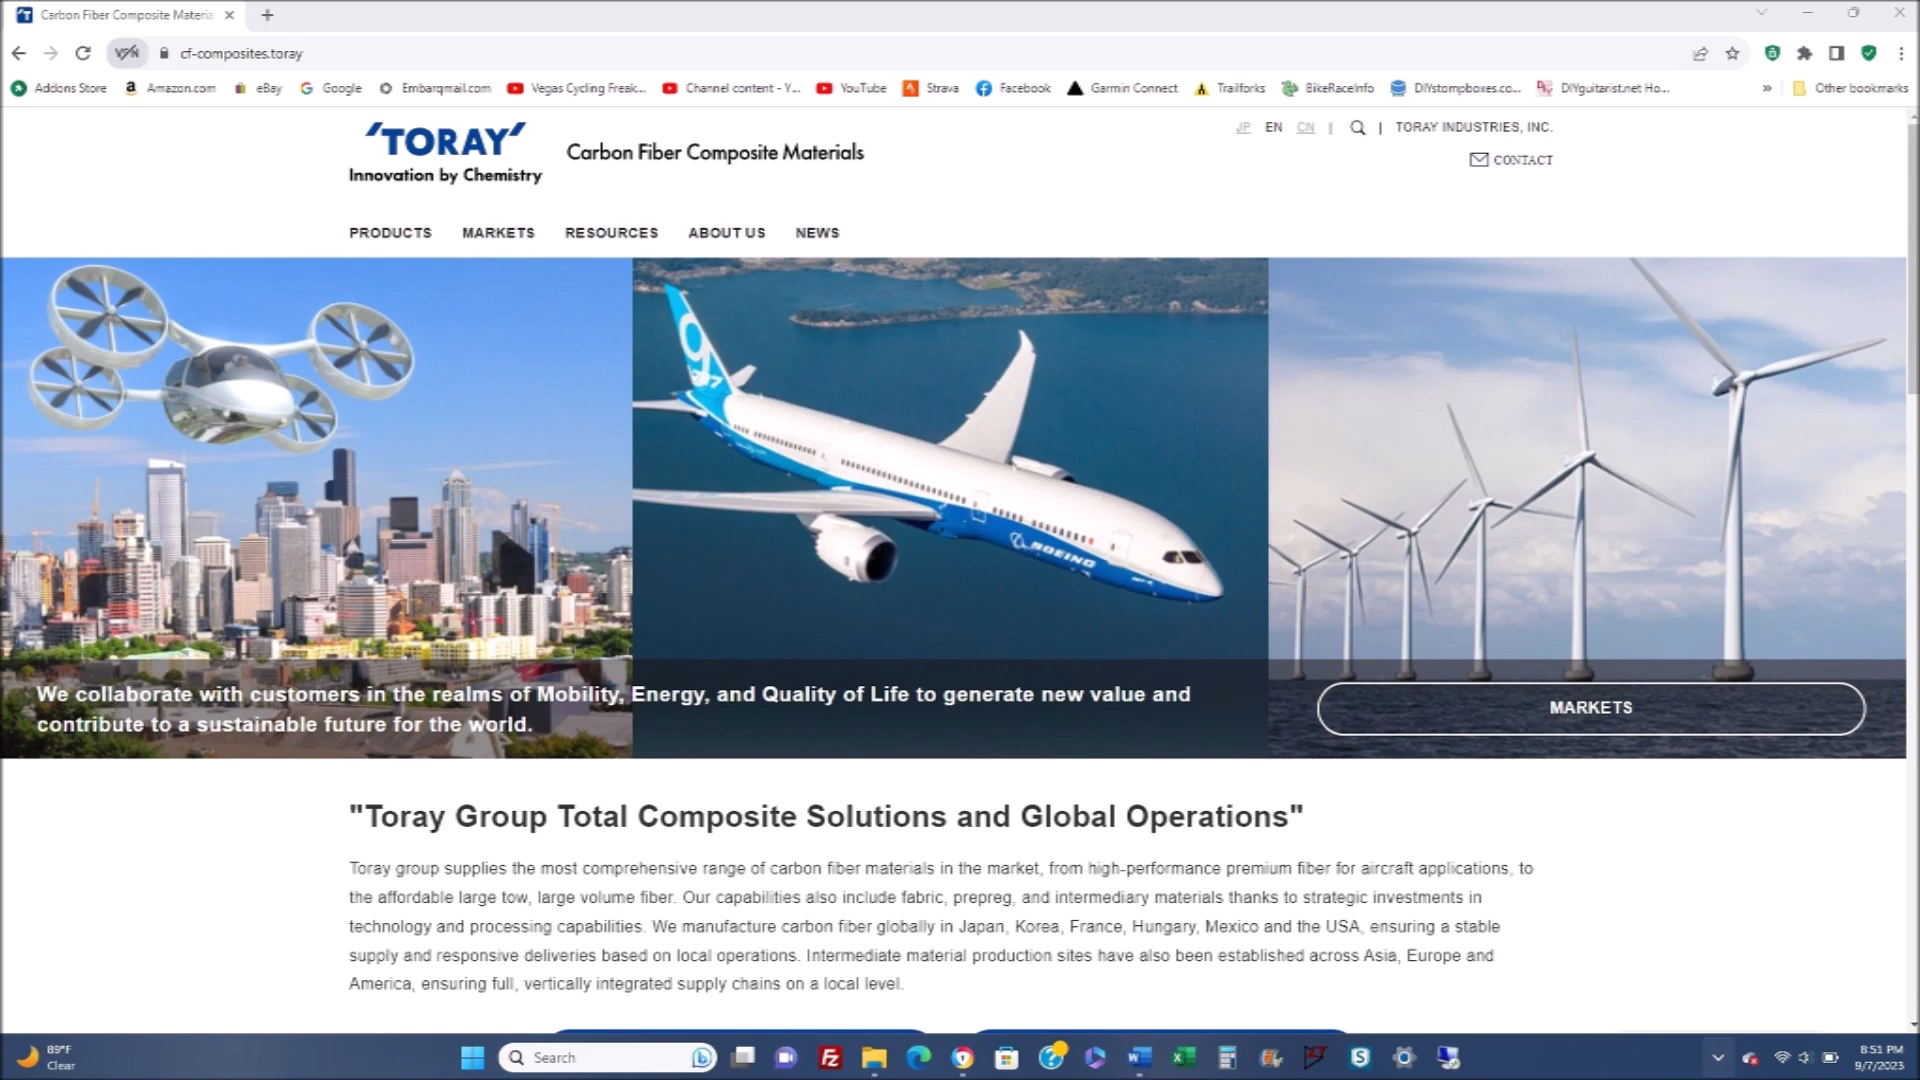 Carbon Fiber Composite Materia
cf-composites.toray
Addons Store
Amazon.com
eBay
Google
Embarqmail.com
Vegas Cycling Freak...
Channel content - Y...
YouTube
Strava
Facebook
Garmin Connect
Trailforks
BikeRaceInfo
DIYstompboxes.co...
DIYguitarist.net Ho...
»
Other bookmarks
'TORAY'
Innovation by Chemistry
Carbon Fiber Composite Materials
JP EN CN | | TORAY INDUSTRIES, INC.
CONTACT
PRODUCTS MARKETS RESOURCES ABOUT US NEWS
9
787
BOEING
We collaborate with customers in the realms of Mobility, Energy, and Quality of Life to generate new value and
contribute to a sustainable future for the world.
MARKETS
"Toray Group Total Composite Solutions and Global Operations"
Toray group supplies the most comprehensive range of carbon fiber materials in the market, from high-performance premium fiber for aircraft applications, to
the affordable large tow, large volume fiber. Our capabilities also include fabric, prepreg, and intermediary materials thanks to strategic investments in
technology and processing capabilities. We manufacture carbon fiber globally in Japan, Korea, France, Hungary, Mexico and the USA, ensuring a stable
supply and responsive deliveries based on local operations. Intermediate material production sites have also been established across Asia, Europe and
America, ensuring full, vertically integrated supply chains on a local level.
89°F
Clear
Search
8:51 PM
9/7/2023